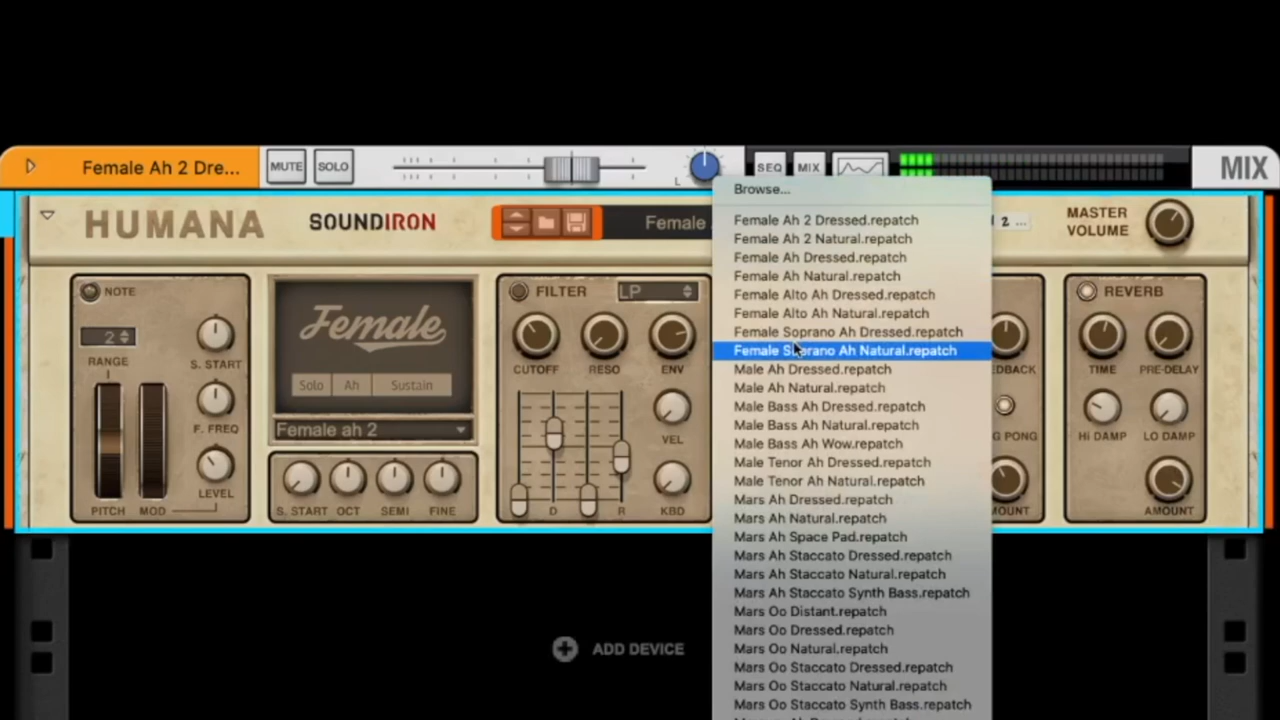 Female Ah 2 Dre...
MUTE
SOLO
L
SEQ
MIX
MIX
HUMANA
SOUNDIRON
Female
2 ...
MASTER
VOLUME
Browse...
Female Ah 2 Dressed.repatch
Female Ah 2 Natural.repatch
Female Ah Dressed.repatch
Female Ah Natural.repatch
Female Alto Ah Dressed.repatch
Female Alto Ah Natural.repatch
Female Soprano Ah Dressed.repatch
Female Soprano Ah Natural.repatch
Male Ah Dressed.repatch
Male Ah Natural.repatch
Male Bass Ah Dressed.repatch
Male Bass Ah Natural.repatch
Male Bass Ah Wow.repatch
Male Tenor Ah Dressed.repatch
Male Tenor Ah Natural.repatch
Mars Ah Dressed.repatch
Mars Ah Natural.repatch
Mars Ah Space Pad.repatch
Mars Ah Staccato Dressed.repatch
Mars Ah Staccato Natural.repatch
Mars Ah Staccato Synth Bass.repatch
Mars Oo Distant.repatch
Mars Oo Dressed.repatch
Mars Oo Natural.repatch
Mars Oo Staccato Dressed.repatch
Mars Oo Staccato Natural.repatch
Mars Oo Staccato Synth Bass.repatch
NOTE
2
RANGE
S. START
F. FREQ
LEVEL
PITCH
MOD
Female
Solo
Ah
Sustain
Female ah 2
S. START
OCT
SEMI
FINE
FILTER
LP
CUTOFF
RESO
ENV
VEL
KBD
D
R
EDBACK
G PONG
MOUNT
REVERB
TIME
PRE-DELAY
Hi DAMP
LO DAMP
AMOUNT
ADD DEVICE